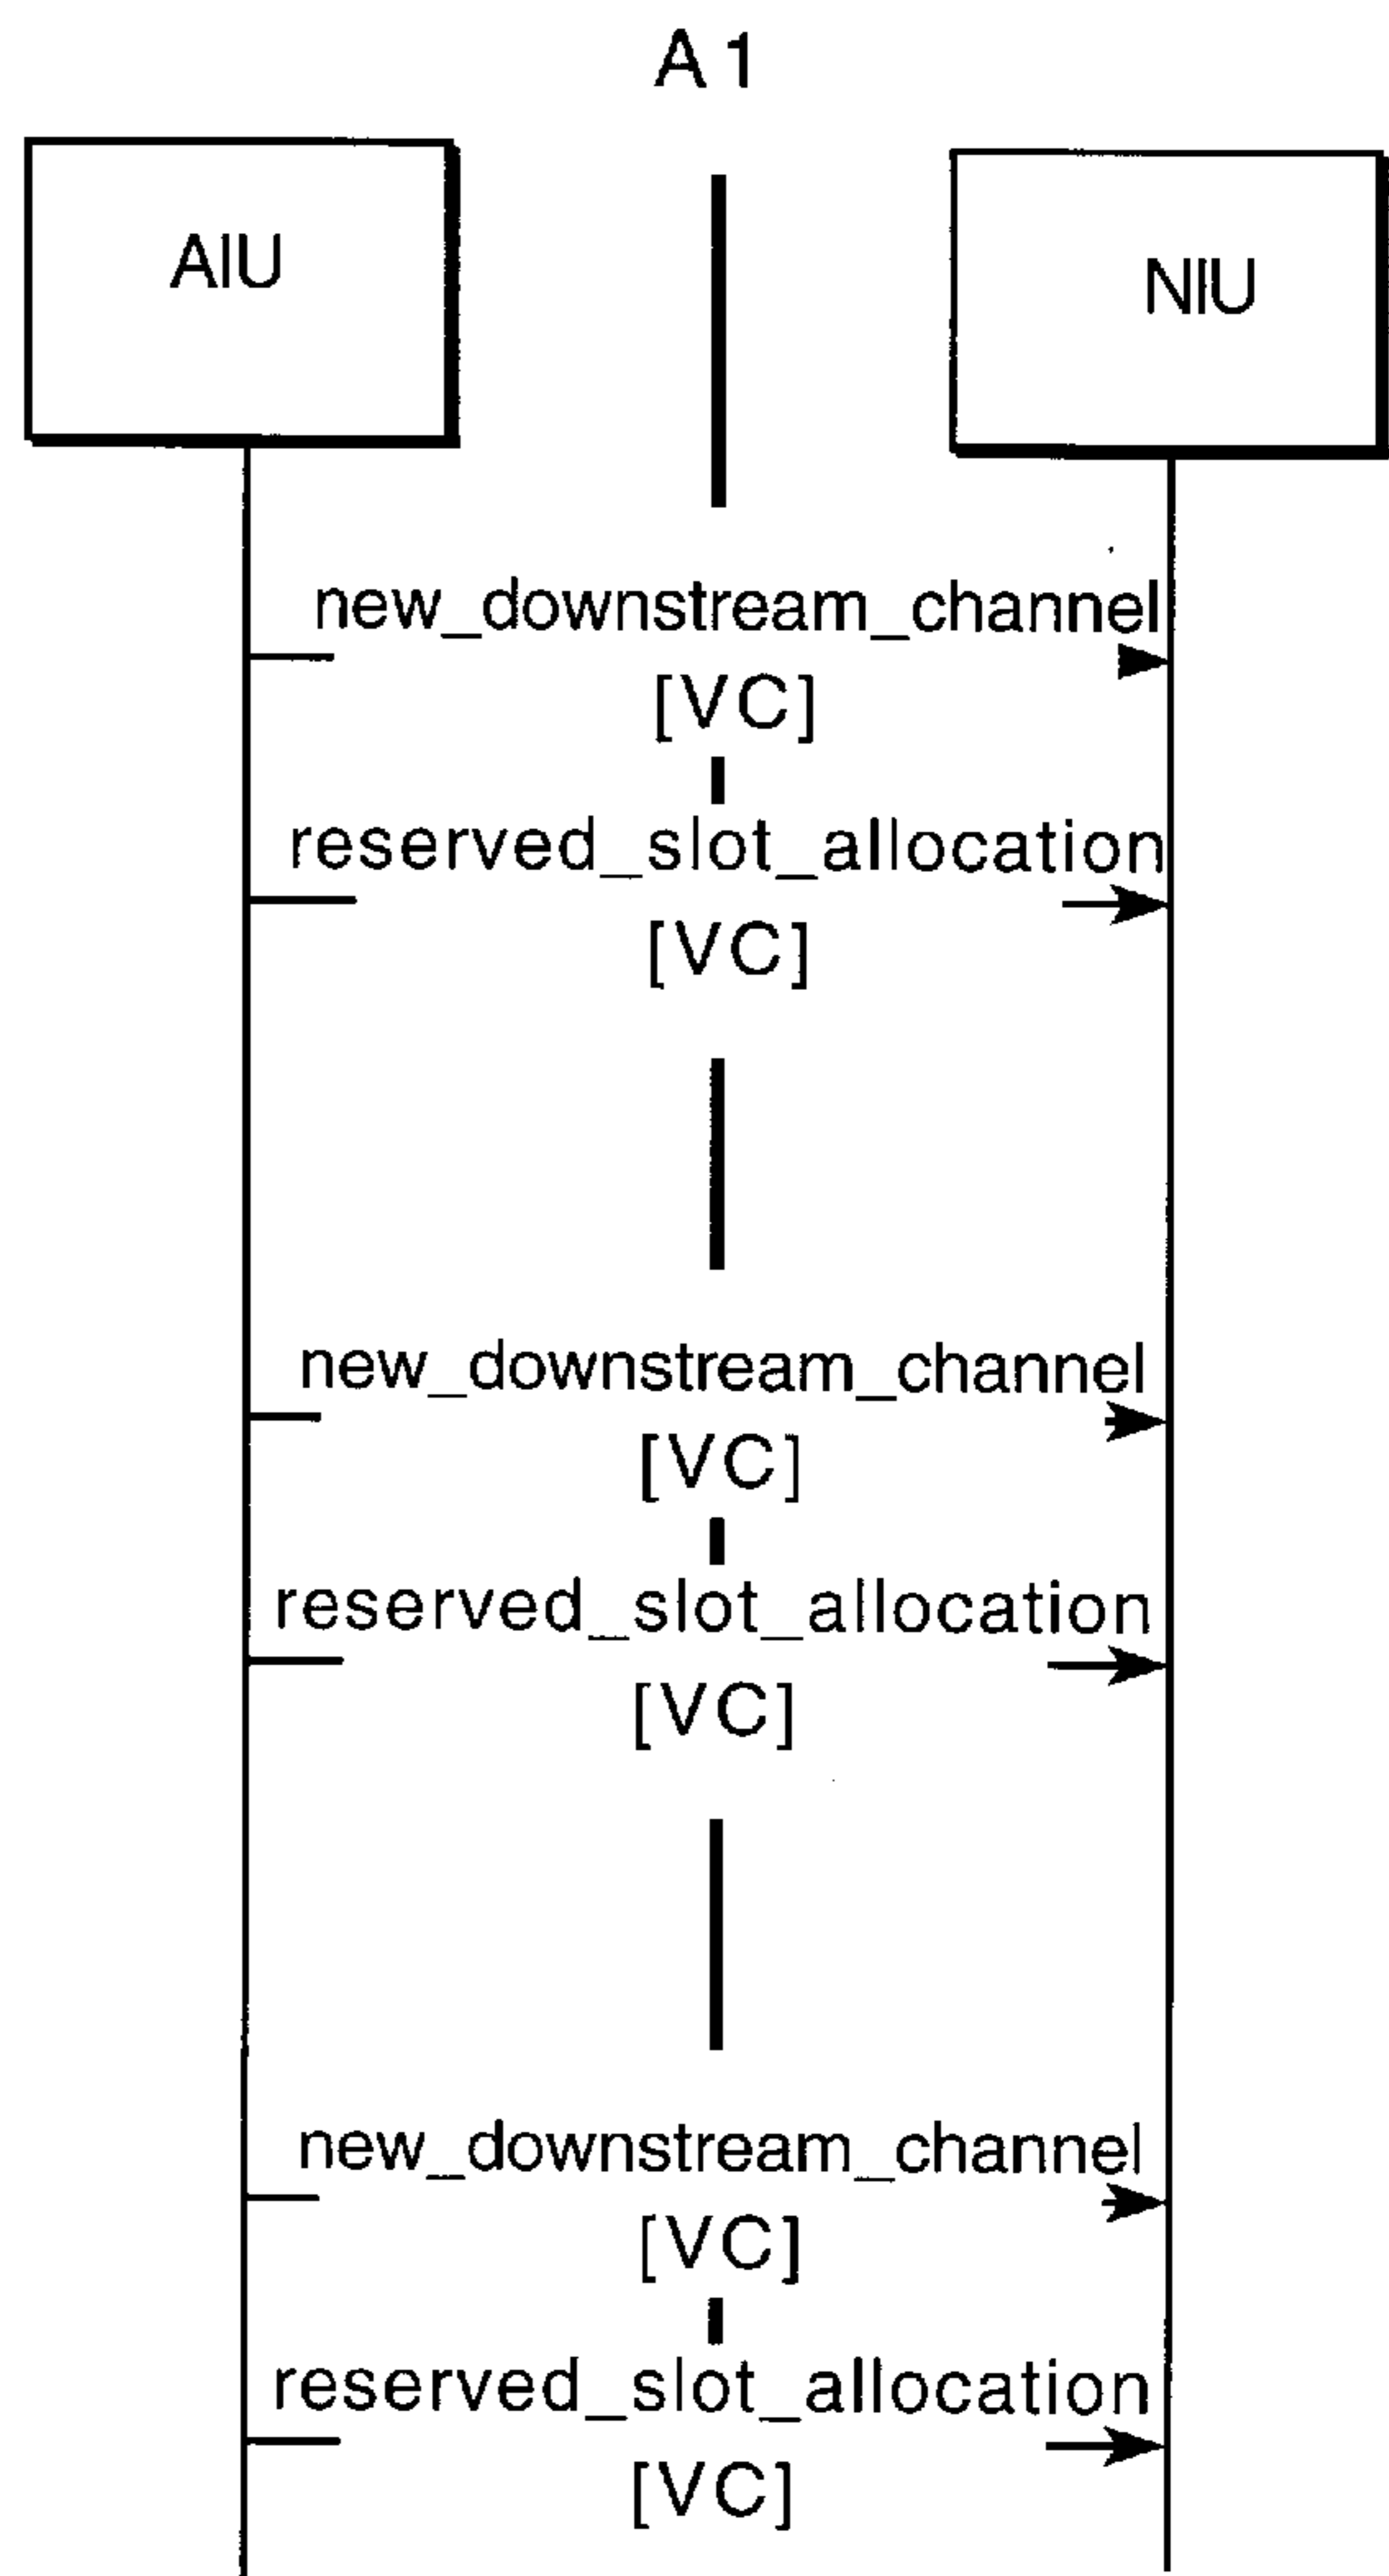 A1
AIU
NIU
new_downstream_channel
[VC]
reserved_slot_allocation
[VC]
new_downstream_channel
[VC]
reserved_slot_allocation
[VC]
new_downstream_channel
[VC]
reserved_slot_allocation
[VC]